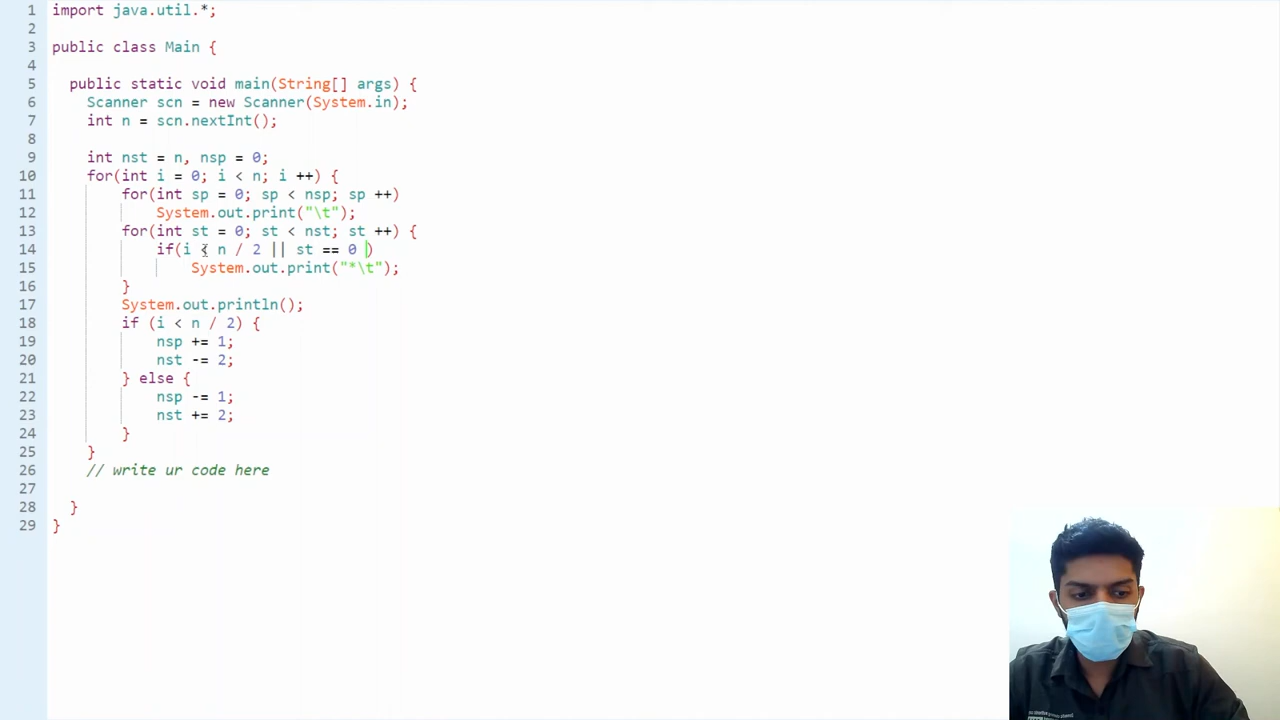 1 import java.util.*;
2
3 public class Main {
4
5 public static void main(String[] args) {
6 Scanner scn = new Scanner(System.in);
7 int n = scn.nextInt();
8
9 int nst = n, nsp = 0;
10 for(int i = 0; i < n; i ++) {
11 for(int sp = 0; sp < nsp; sp ++)
12 System.out.print("\t");
13 for(int st = 0; st < nst; st ++) {
14 if(i < n / 2 || st == 0 )
15 System.out.print("*\t");
16 }
17 System.out.println();
18 if (i < n / 2) {
19 nsp += 1;
20 nst -= 2;
21 } else {
22 nsp -= 1;
23 nst += 2;
24 }
25 }
26 // write ur code here
27
28 }
29 }